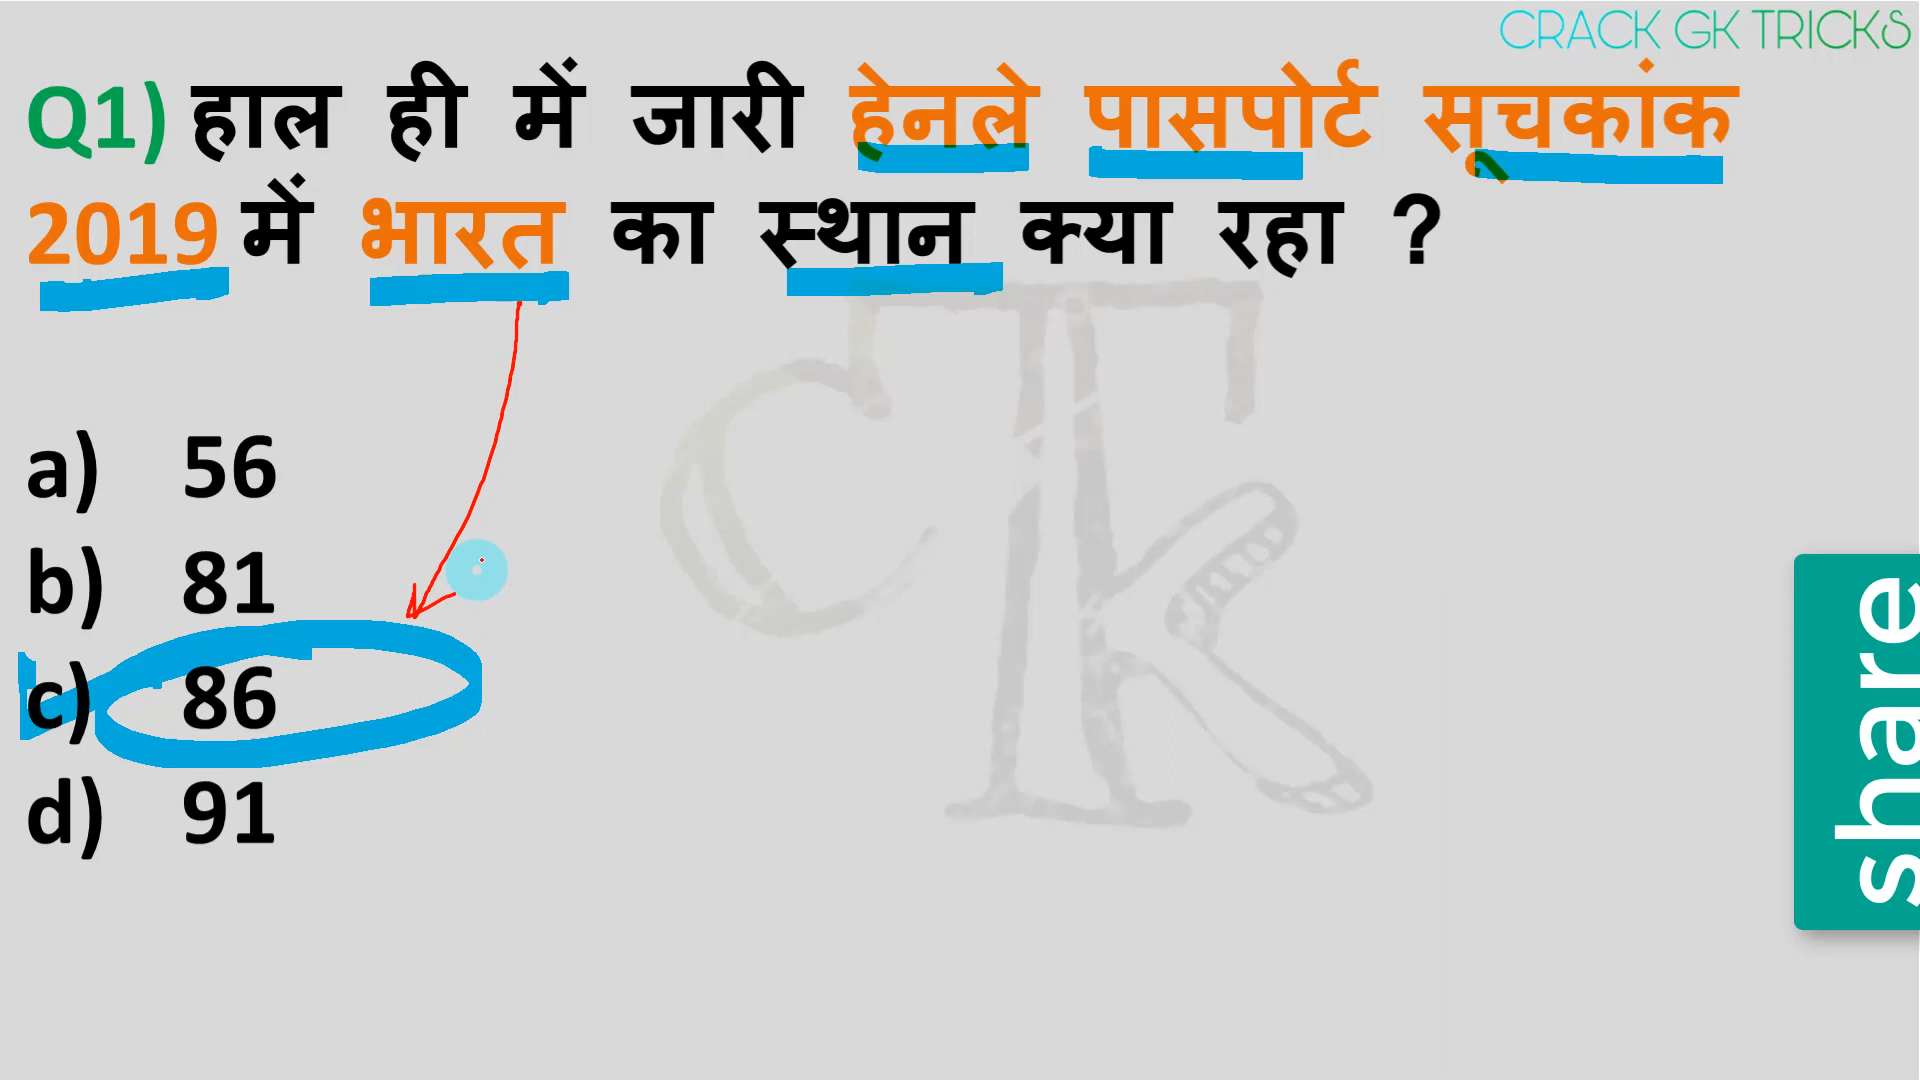 CRACK GK TRICKS
Q1) हाल ही में जारी हेनले पासपोर्ट सूचकांक
2019 में भारत का स्थान क्या रहा ?
a) 56
b) 81
c) 86
d) 91
share